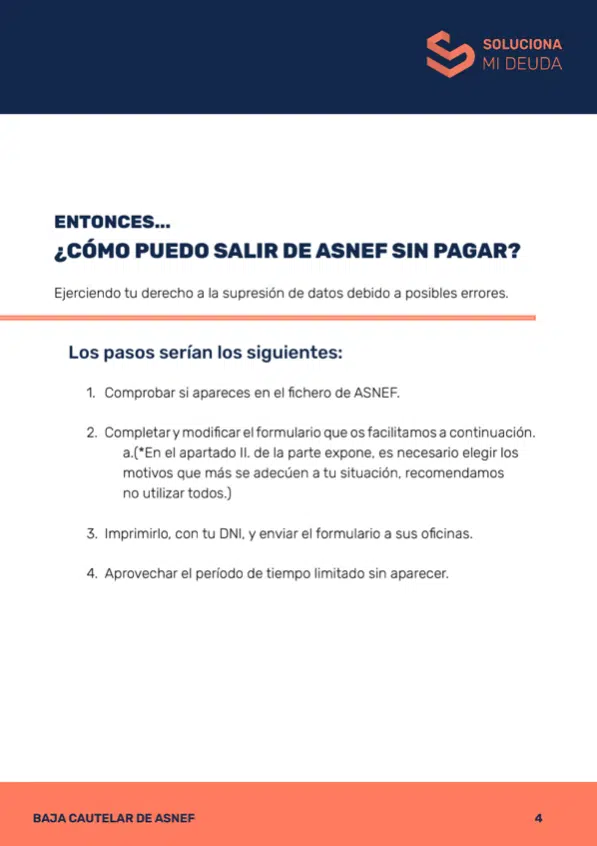 SOLUCIONA
MI DEUDA
ENTONCES...
¿CÓMO PUEDO SALIR DE ASNEF SIN PAGAR?
Ejerciendo tu derecho a la supresión de datos debido a posibles errores.
Los pasos serían los siguientes:
1. Comprobar si apareces en el fichero de ASNEF.
2. Completar y modificar el formulario que os facilitamos a continuación.
a.(*En el apartado II. de la parte expone, es necesario elegir los
motivos que más se adecúen a tu situación, recomendamos
no utilizar todos.)
3. Imprimirlo, con tu DNI, y enviar el formulario a sus oficinas.
4. Aprovechar el período de tiempo limitado sin aparecer.
BAJA CAUTELAR DE ASNEF 4